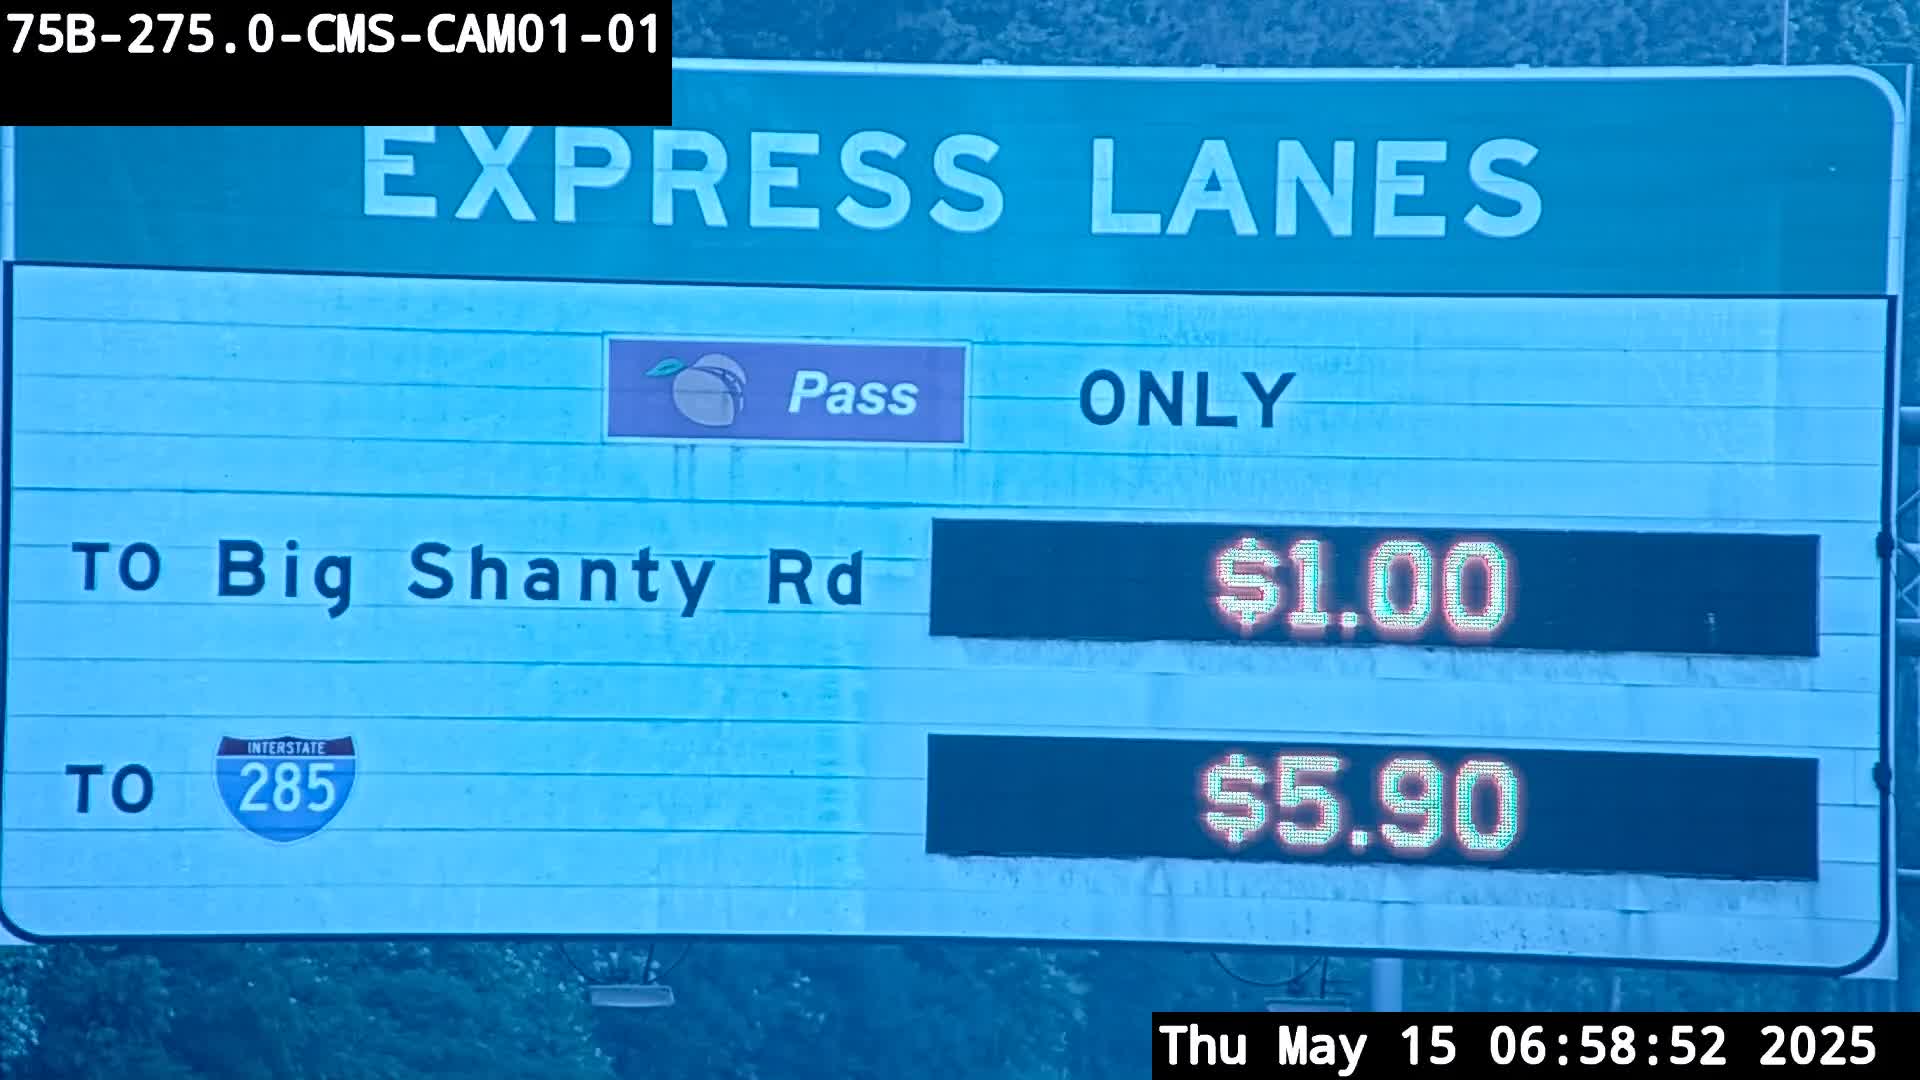 75B-275.0-CMS-CAM01-01
EXPRESS LANES
Pass ONLY
TO Big Shanty Rd $1.00
INTERSTATE
TO 285 $5.90
Thu May 15 06:58:52 2025